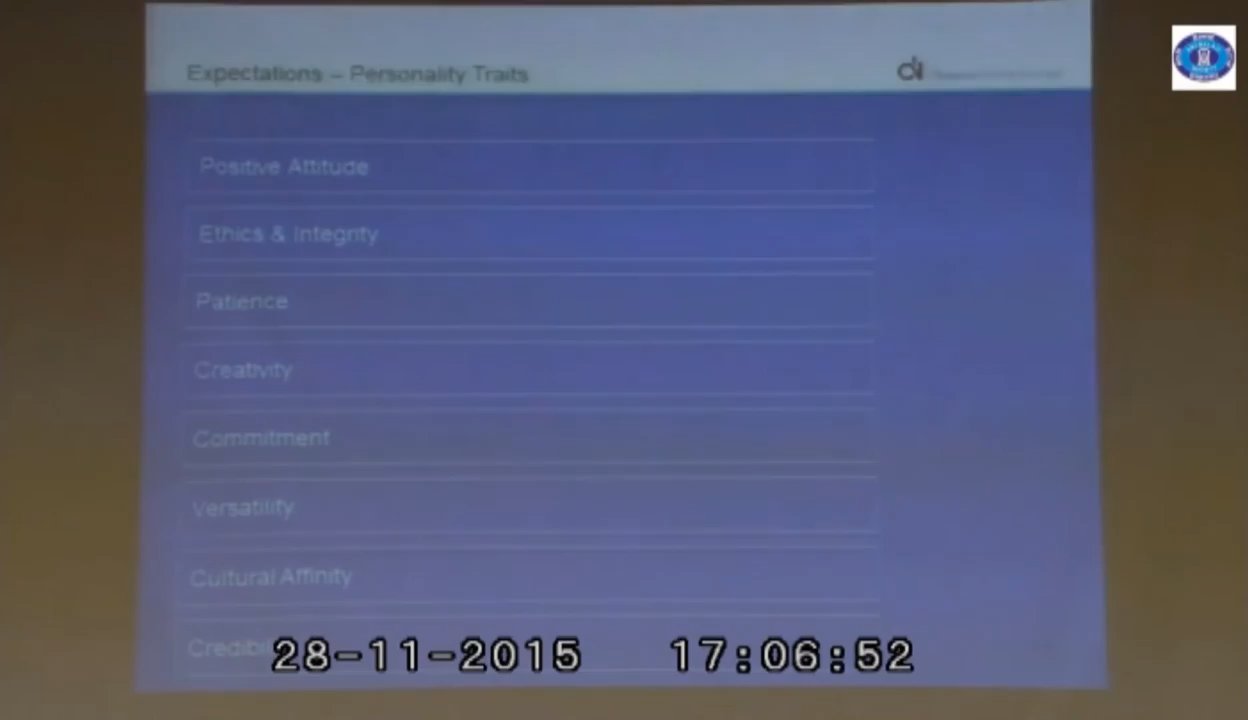 Expectations – Personality Traits
Positive Attitude
Ethics & Integrity
Patience
Creativity
Commitment
Versatility
Cultural Affinity
28-11-2015 17:06:52